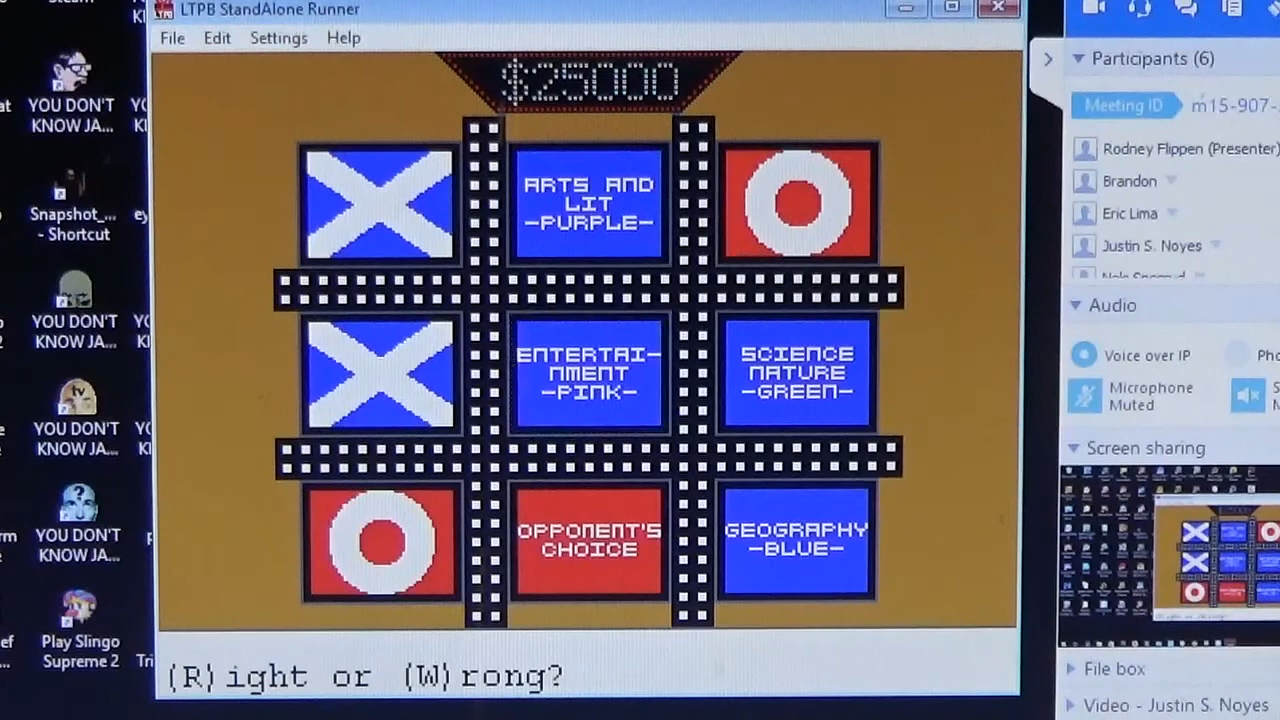 LTPB StandAlone Runner
File Edit Settings Help
$25000
ARTS AND
LIT
-PURPLE-
ENTERTAI-
NMENT
-PINK-
SCIENCE
NATURE
-GREEN-
OPPONENT'S
CHOICE
GEOGRAPHY
-BLUE-
(R)ight or (W)rong?
YOU DON'T
KNOW JA...
Snapshot_...
- Shortcut
YOU DON'T
KNOW JA...
YOU DON'T
KNOW JA...
YOU DON'T
KNOW JA...
Play Slingo
Supreme 2
Participants (6)
Meeting ID m15-907-
Rodney Flippen (Presenter)
Brandon
Eric Lima
Justin S. Noyes
Audio
Voice over IP
Microphone
Muted
Screen sharing
File box
Video - Justin S. Noyes